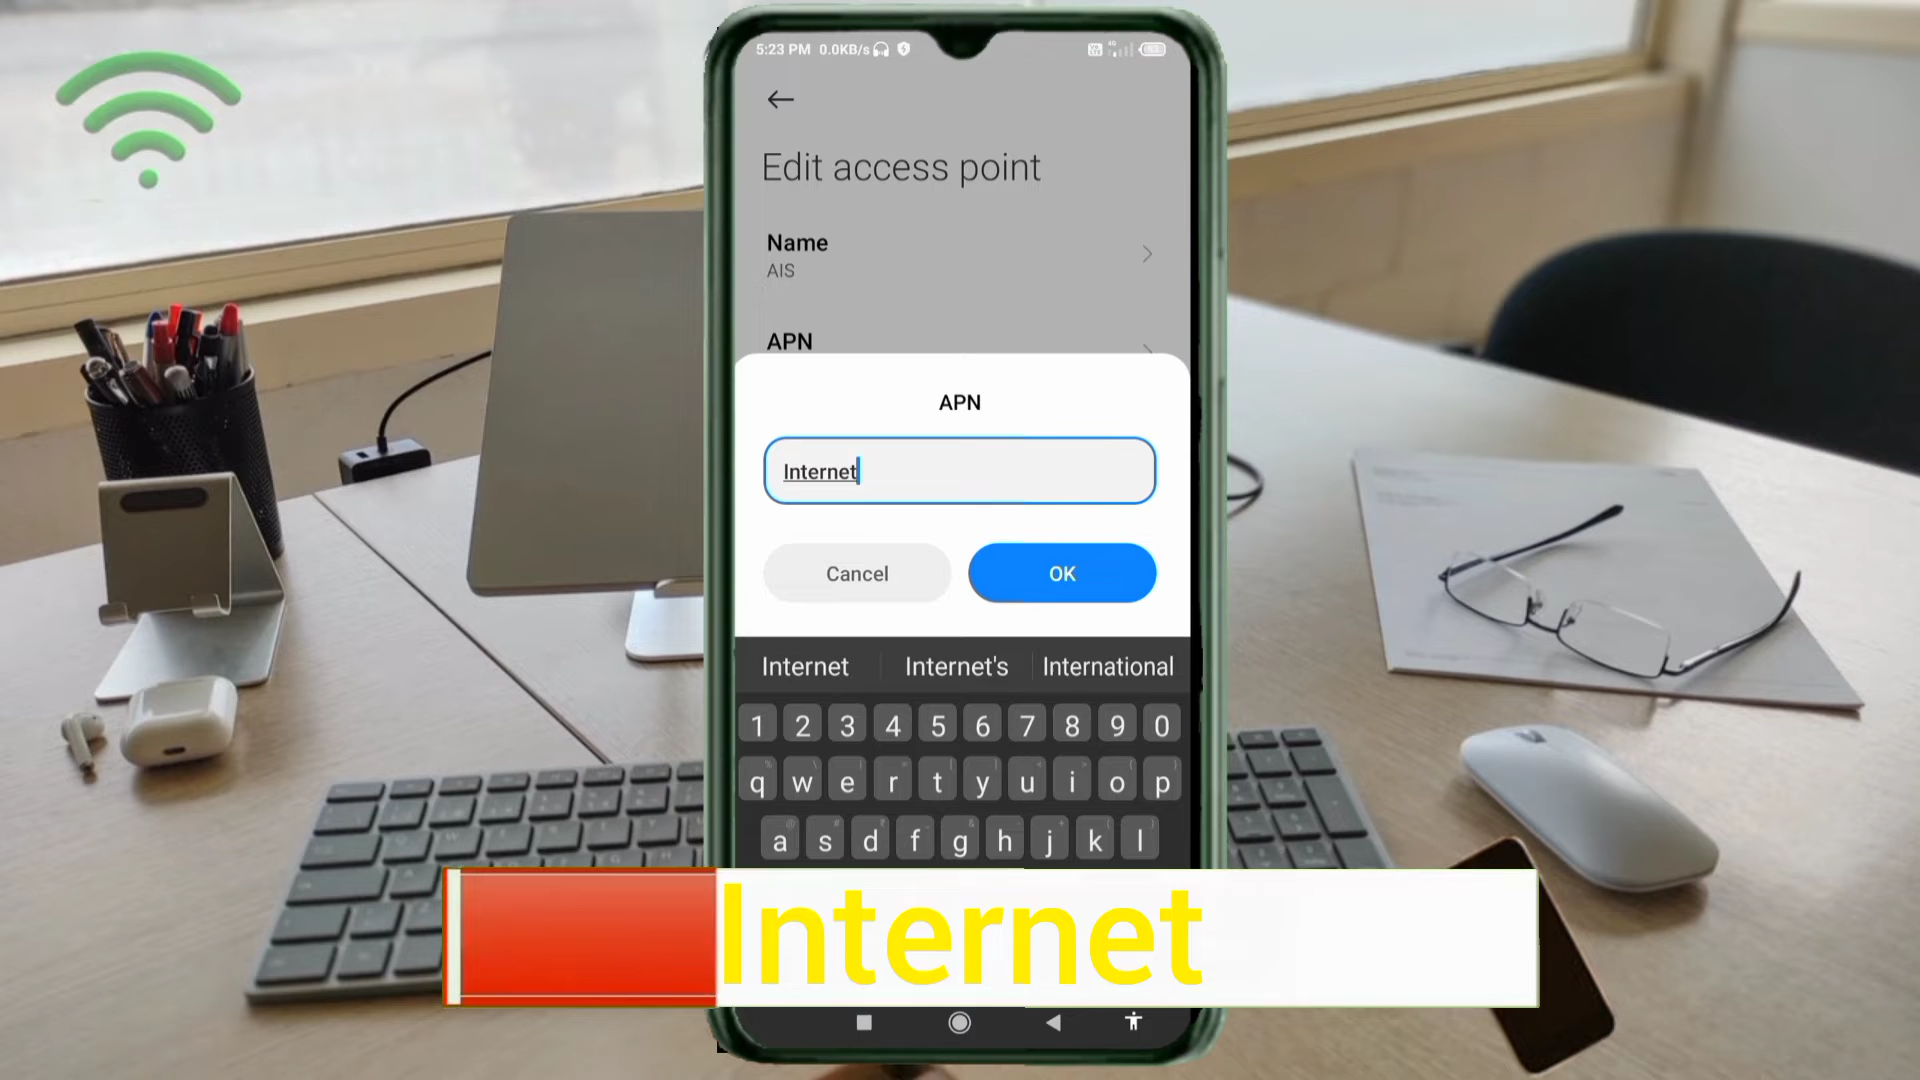 5:23 PM 0.0KB/s
Edit access point
Name
AIS
APN
APN
Internet
Cancel OK
Internet Internet's International
1 2 3 4 5 6 7 8 9 0
q w e r t y u i o p
a s d f g h j k l
Internet